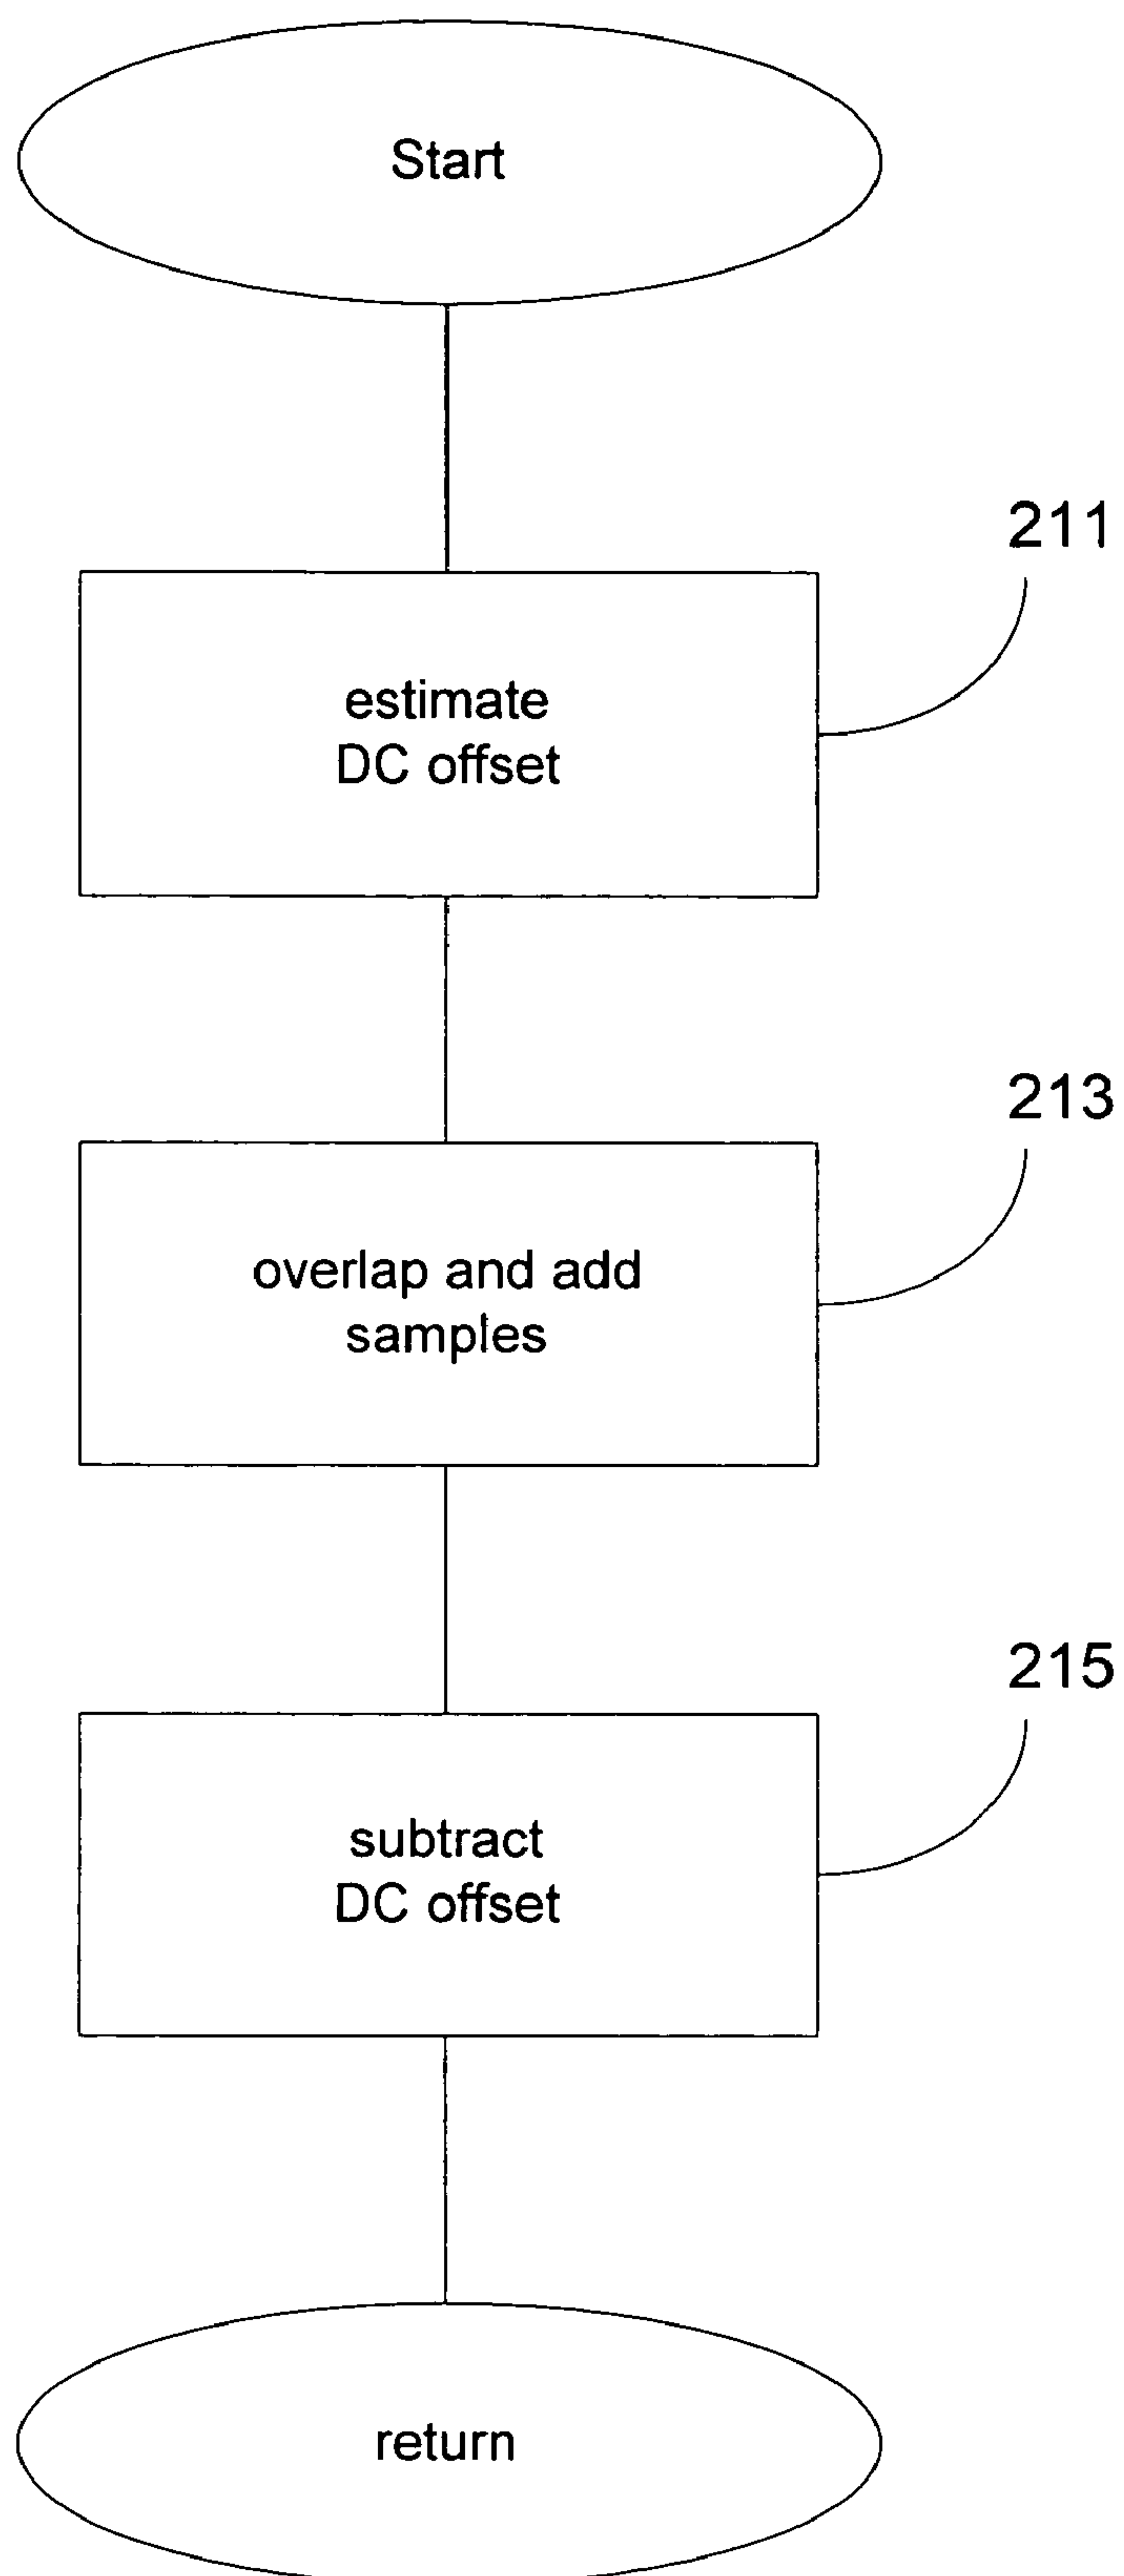 Start
211
estimate
DC offset
213
overlap and add
samples
215
subtract
DC offset
return